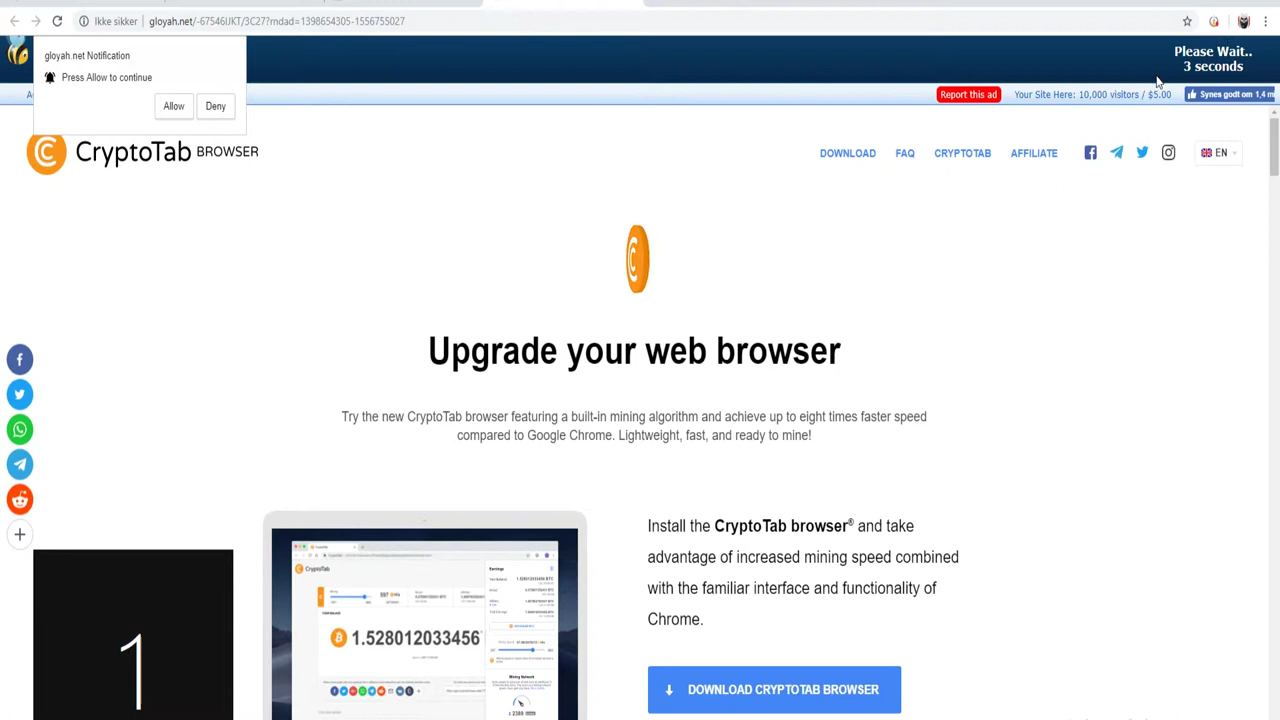 Ikke sikker
gloyah.net/-67546UKT/3C27?rndad=1398654305-1556755027
gloyah.net Notification
Press Allow to continue
Allow
Deny
Please Wait..
3 seconds
Report this ad
Your Site Here: 10,000 visitors / $5.00
Synes godt om 1,4 m
CryptoTab BROWSER
DOWNLOAD
FAQ
CRYPTOTAB
AFFILIATE
EN
Upgrade your web browser
Try the new CryptoTab browser featuring a built-in mining algorithm and achieve up to eight times faster speed
compared to Google Chrome. Lightweight, fast, and ready to mine!
Install the CryptoTab browser® and take
advantage of increased mining speed combined
with the familiar interface and functionality of
Chrome.
DOWNLOAD CRYPTOTAB BROWSER
CryptoTab
1.528012033456
1